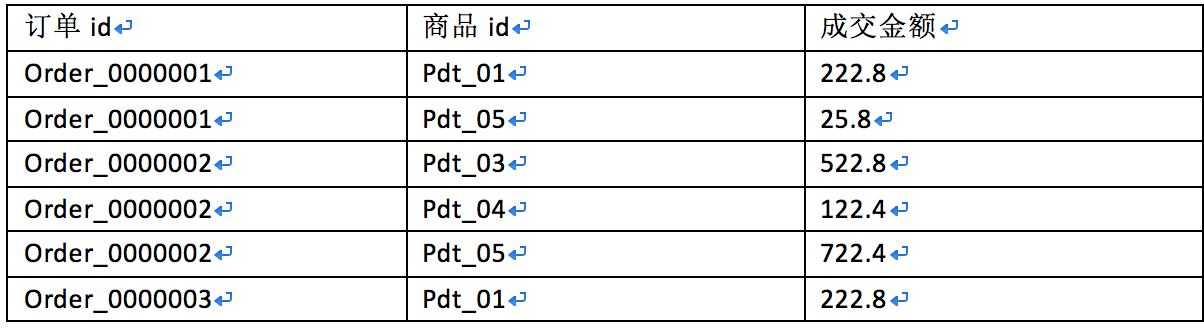 订单 id 商品 id 成交金额
Order_0000001 Pdt_01 222.8
Order_0000001 Pdt_05 25.8
Order_0000002 Pdt_03 522.8
Order_0000002 Pdt_04 122.4
Order_0000002 Pdt_05 722.4
Order_0000003 Pdt_01 222.8